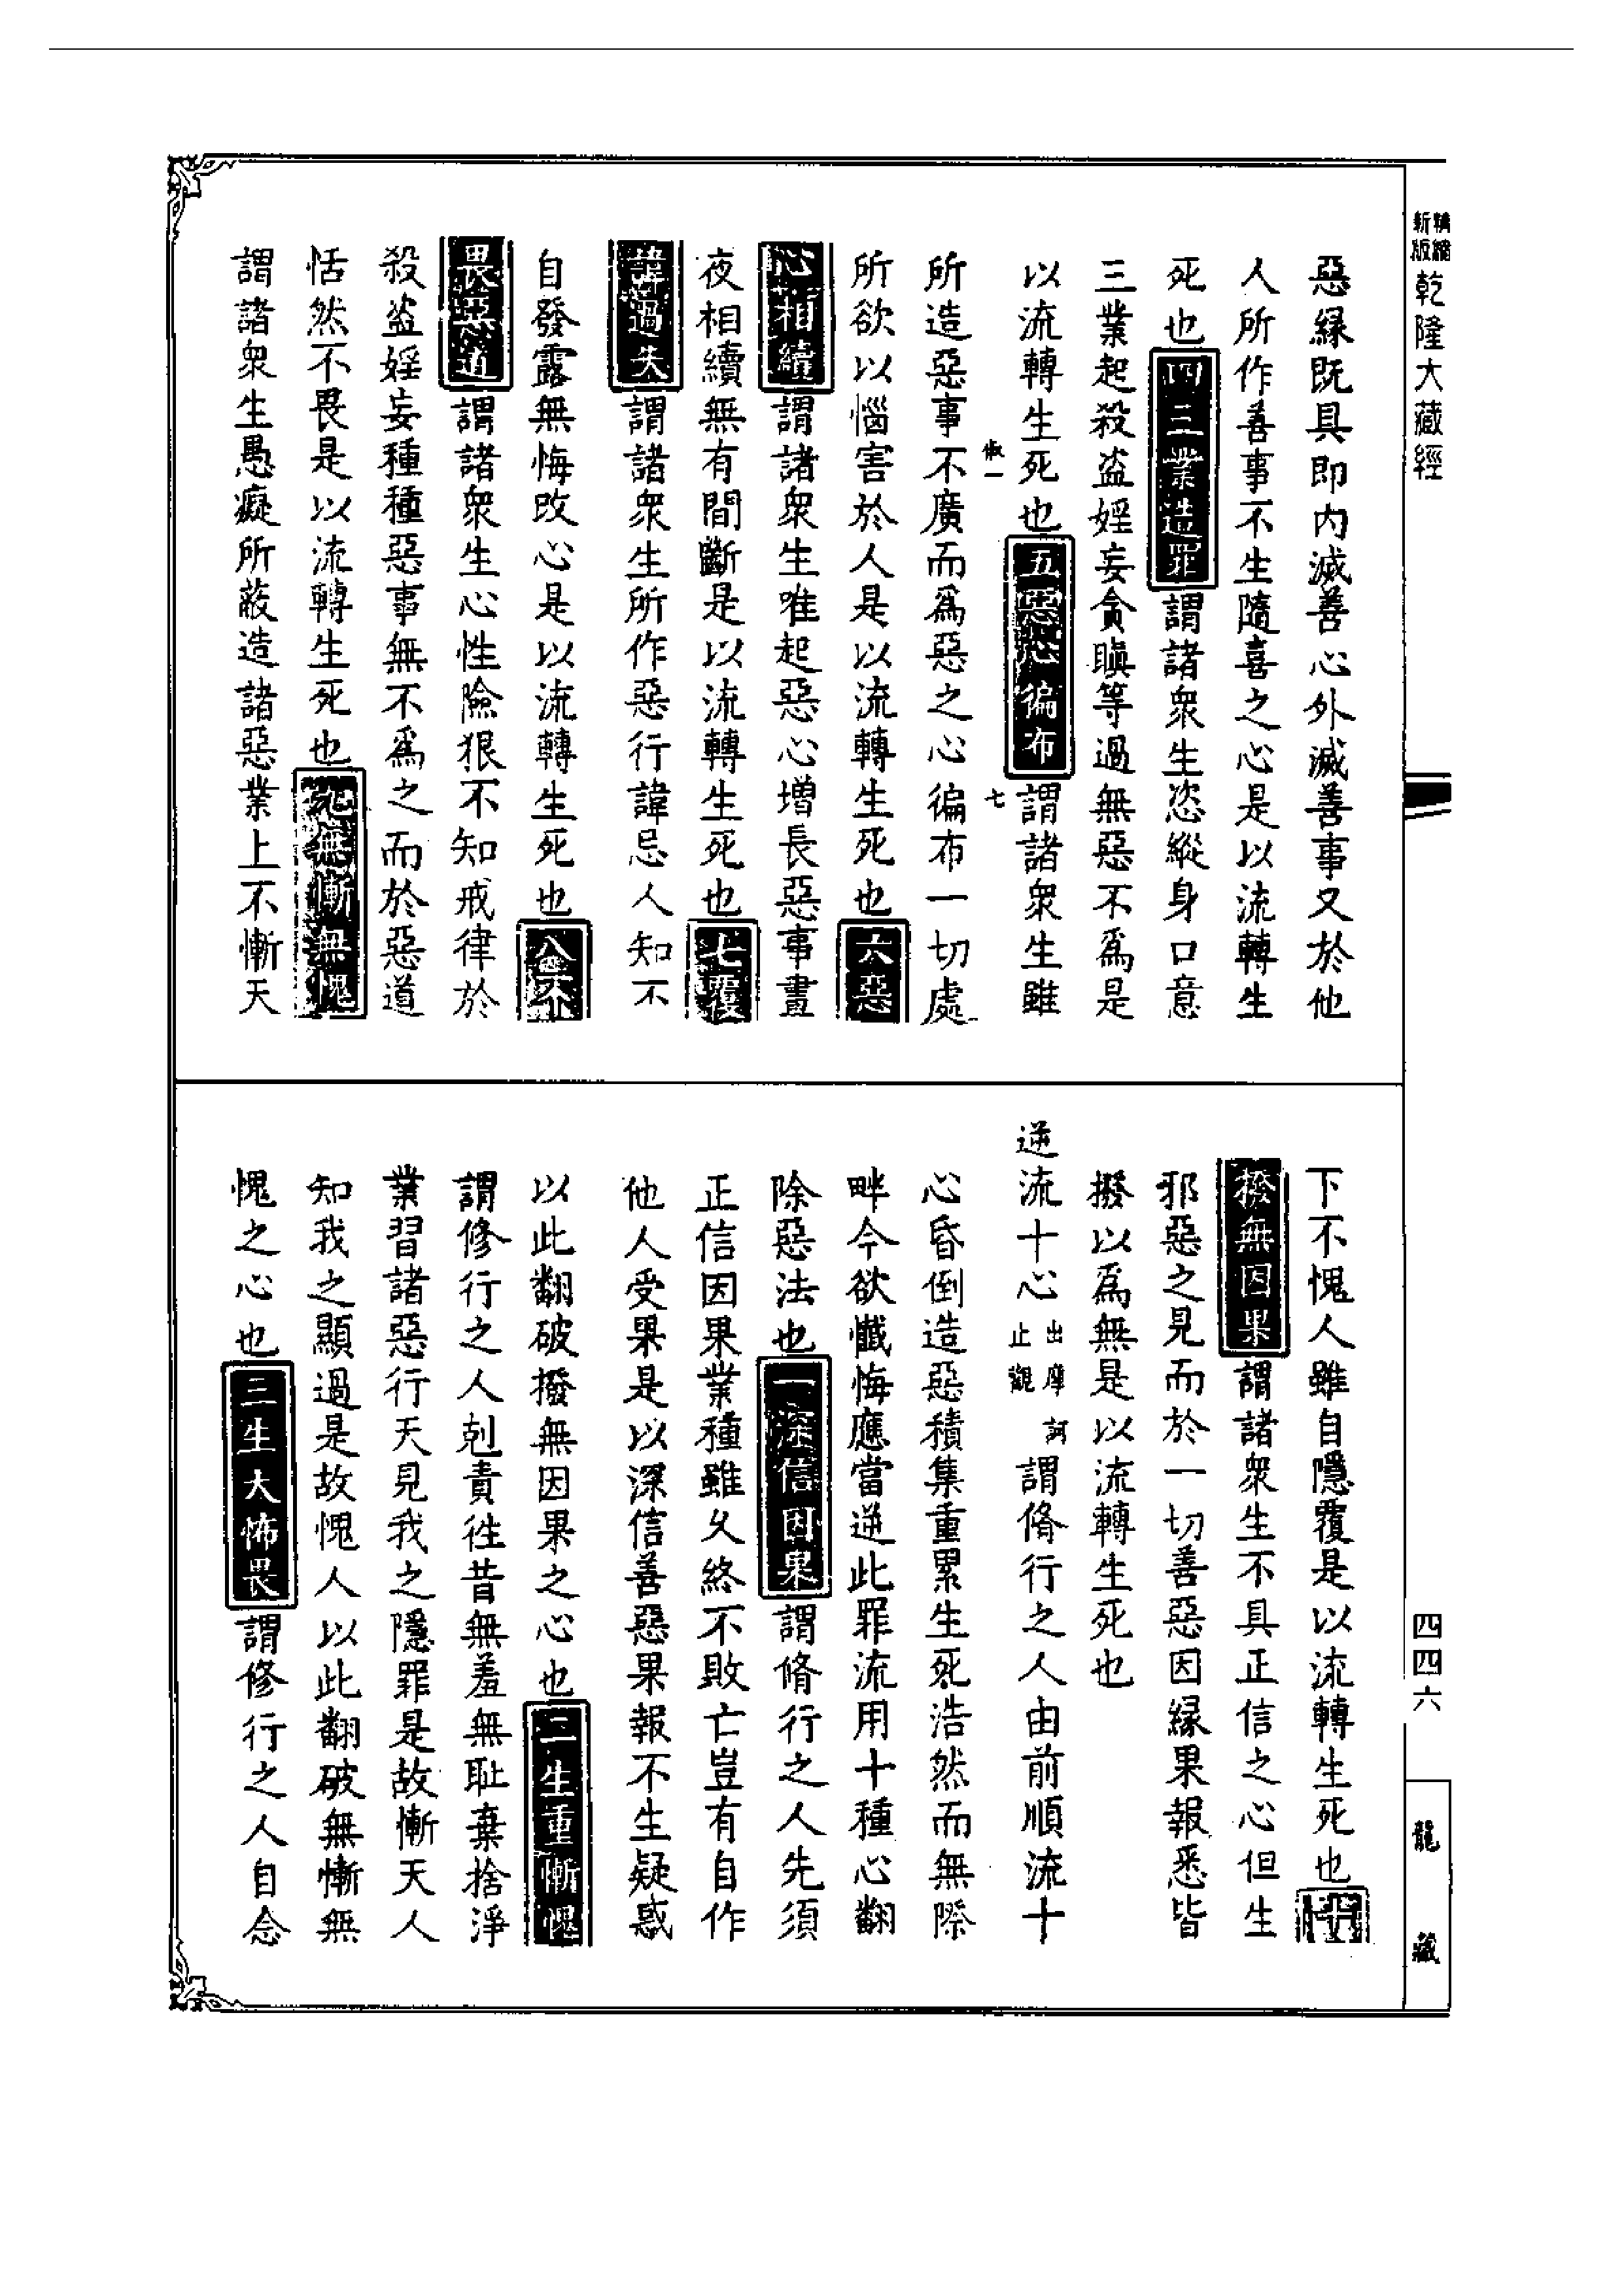 精縮
新版
乾隆大藏經
四四六
龍藏
惡緣既具即內滅善心外滅善事又於他
人所作善事不生隨喜之心是以流轉生
死也四三業造罪謂諸衆生恣縱身口意
三業起殺盜婬妄貪瞋等過無惡不爲是
以流轉生死也五惡心徧布謂諸衆生雖
七
所造惡事不廣而爲惡之心徧布一切處
所欲以惱害於人是以流轉生死也六惡
心相續謂諸衆生唯起惡心增長惡事晝
夜相續無有間斷是以流轉生死也七覆
諱過失謂諸衆生所作惡行諱忌人知不
自發露無悔改心是以流轉生死也八不
畏惡道謂諸衆生心性險狠不知戒律於
殺盜婬妄種種惡事無不爲之而於惡道
恬然不畏是以流轉生死也九無慚無愧
謂諸衆生愚癡所蔽造諸惡業上不慚天
下不愧人雖自隱覆是以流轉生死也十
撥無因果謂諸衆生不具正信之心但生
邪惡之見而於一切善惡因緣果報悉皆
撥以爲無是以流轉生死也
逆流十心出摩訶止觀謂脩行之人由前順流十
心昏倒造惡積集重累生死浩然而無際
畔今欲懺悔應當逆此罪流用十種心翻
除惡法也一深信因果謂脩行之人先須
正信因果業種雖久終不敗亡豈有自作
他人受果是以深信善惡果報不生疑惑
以此翻破撥無因果之心也二生重慚愧
謂修行之人剋責徃昔無羞無耻棄捨淨
業習諸惡行天見我之隱罪是故慚天人
知我之顯過是故愧人以此翻破無慚無
愧之心也三生大怖畏謂修行之人自念